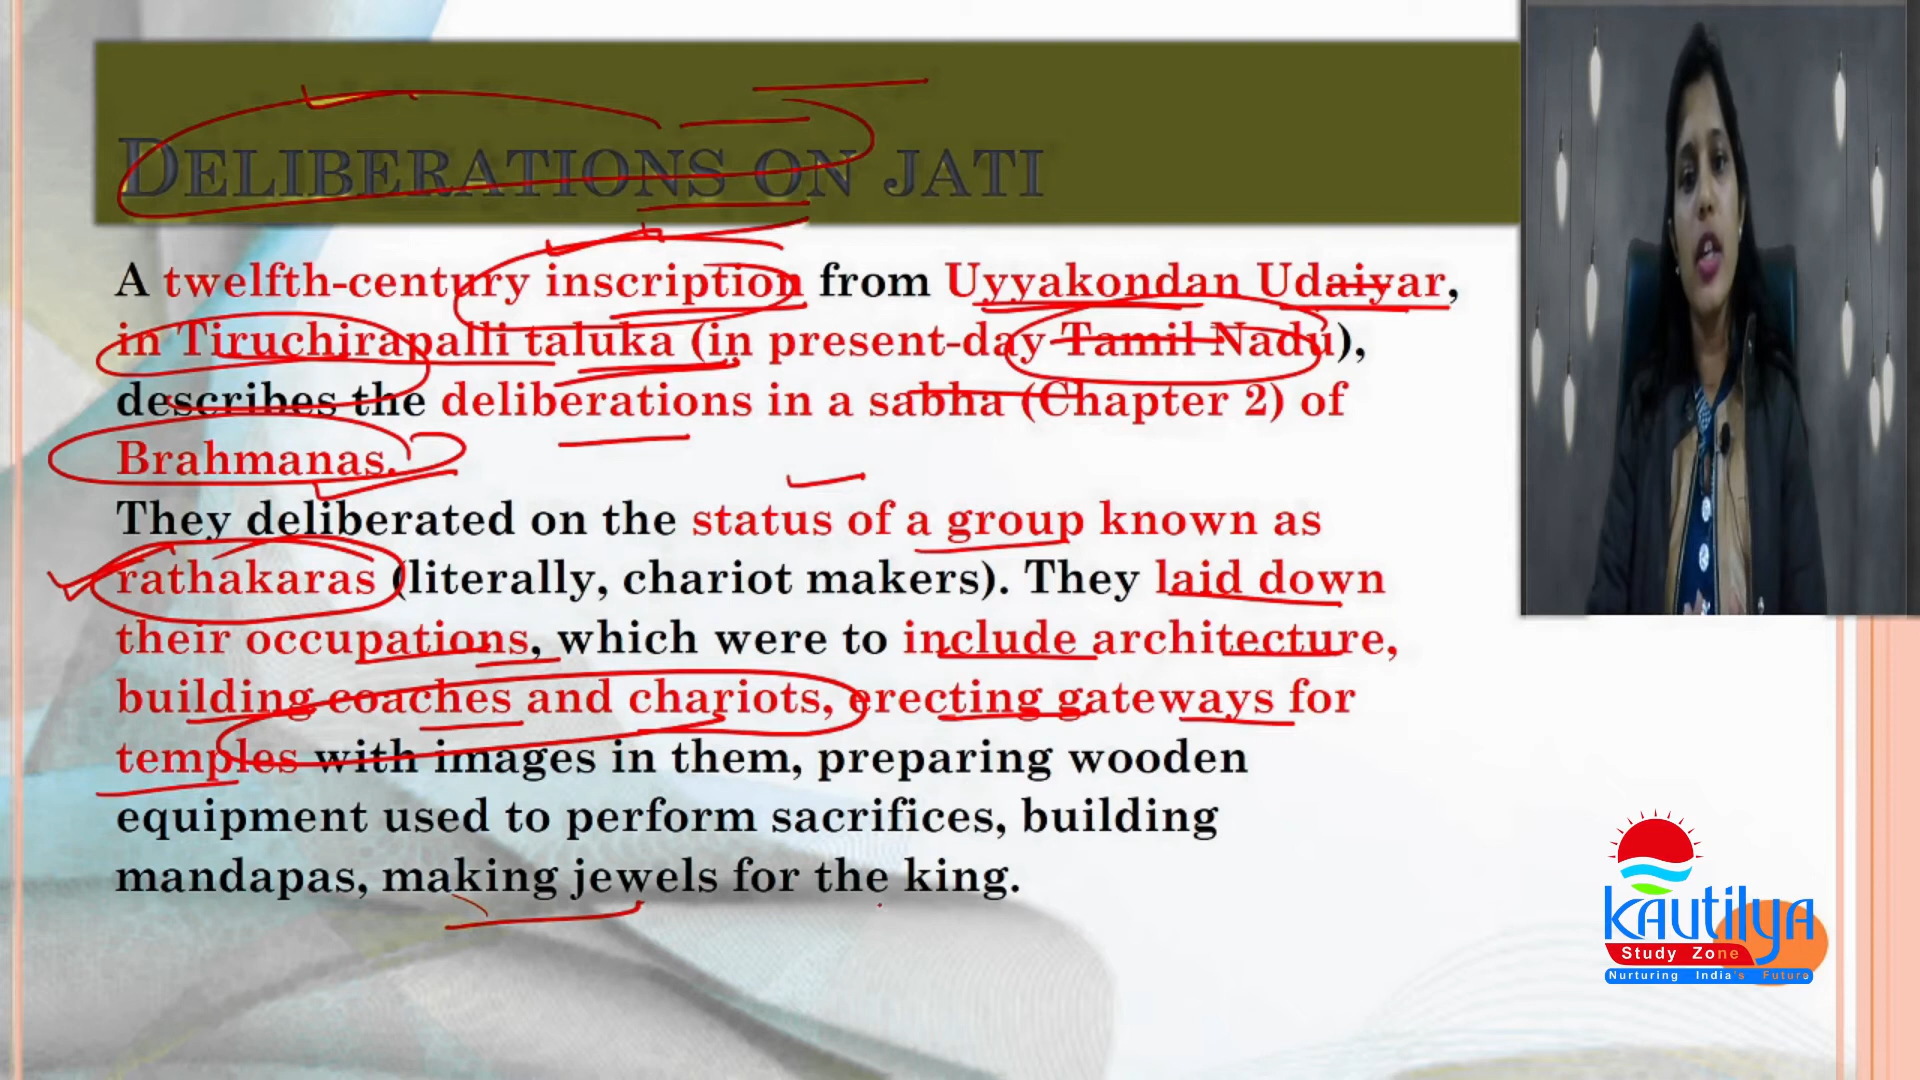 DELIBERATIONS ON JATI
A twelfth-century inscription from Uyyakondan Udaiyar,
in Tiruchirapalli taluka (in present-day Tamil Nadu),
describes the deliberations in a sabha (Chapter 2) of
Brahmanas.
They deliberated on the status of a group known as
rathakaras (literally, chariot makers). They laid down
their occupations, which were to include architecture,
building coaches and chariots, erecting gateways for
temples with images in them, preparing wooden
equipment used to perform sacrifices, building
mandapas, making jewels for the king.
Kautilya
Study Zone
Nurturing India's Future